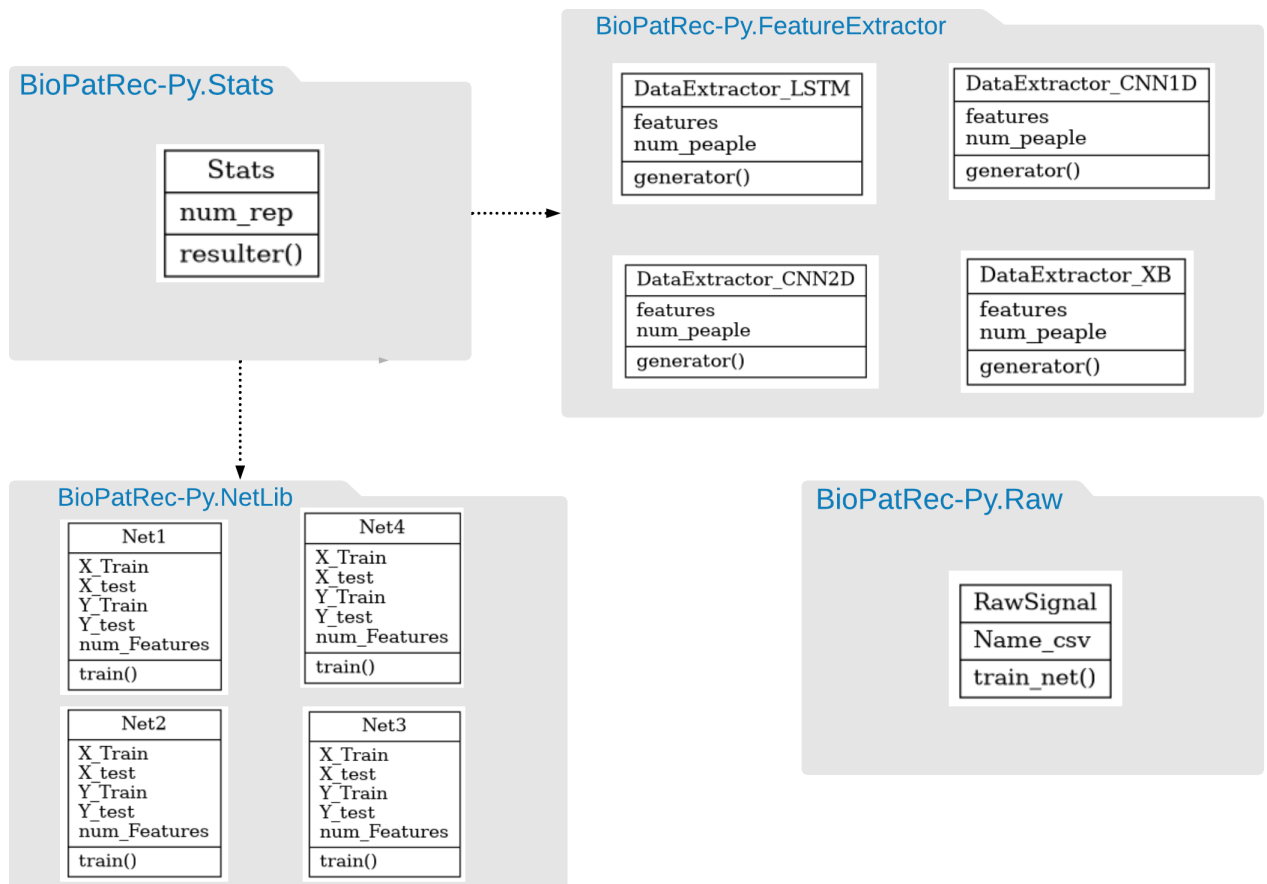 BioPatRec-Py.Stats
Stats
num_rep
resulter()
BioPatRec-Py.FeatureExtractor
DataExtractor_LSTM
features
num_peaple
generator()
DataExtractor_CNN1D
features
num_peaple
generator()
DataExtractor_CNN2D
features
num_peaple
generator()
DataExtractor_XB
features
num_peaple
generator()
BioPatRec-Py.NetLib
Net1
X_Train
X_test
Y_Train
Y_test
num_Features
train()
Net4
X_Train
X_test
Y_Train
Y_test
num_Features
train()
Net2
X_Train
X_test
Y_Train
Y_test
num_Features
train()
Net3
X_Train
X_test
Y_Train
Y_test
num_Features
train()
BioPatRec-Py.Raw
RawSignal
Name_csv
train_net()